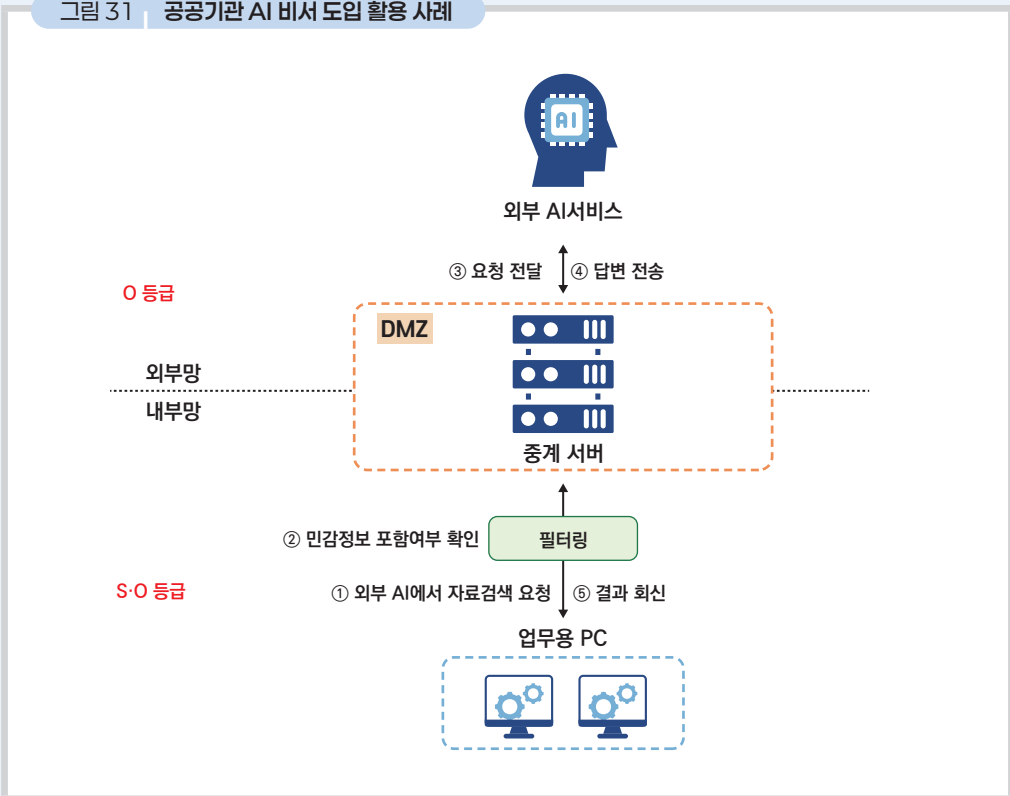 그림 31 공공기관 AI 비서 도입 활용 사례
AI
외부 AI서비스
③ 요청 전달 ④ 답변 전송
O 등급
DMZ
외부망
내부망
중계 서버
② 민감정보 포함여부 확인 필터링
S·O 등급
① 외부 AI에서 자료검색 요청 ⑤ 결과 회신
업무용 PC